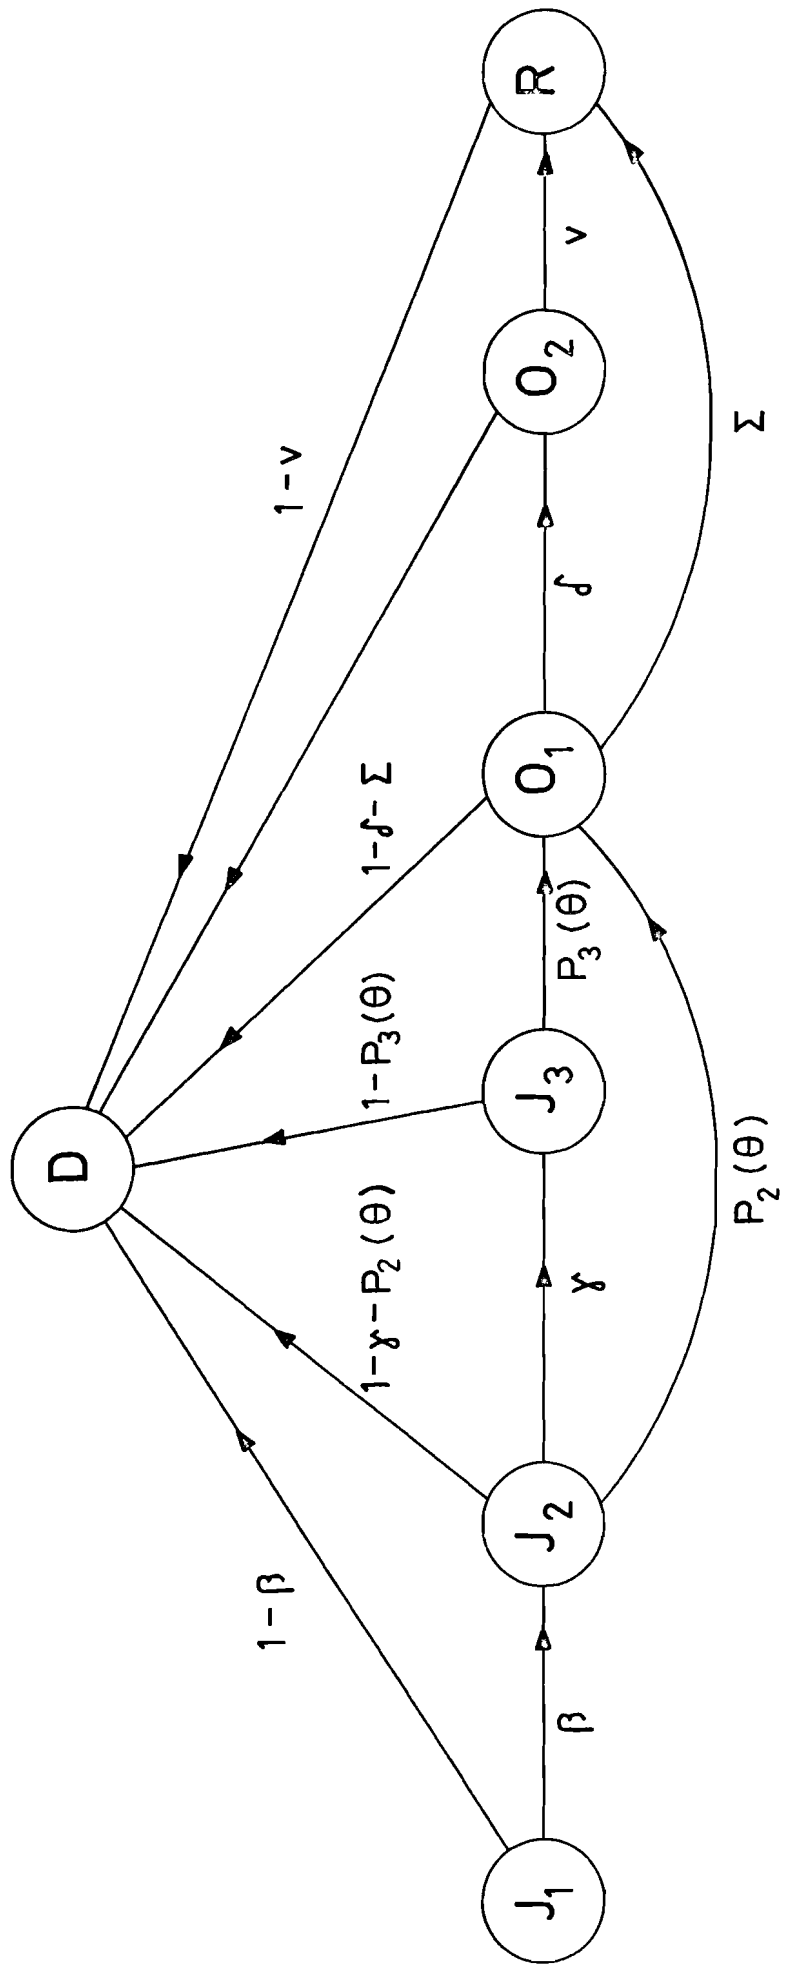 D
1-β
1-γ-P₂(θ)
1-P₃(θ)
1-δ-Σ
1-ν
J₁
β
J₂
γ
J₃
P₃(θ)
O₁
δ
O₂
ν
R
P₂(θ)
Σ